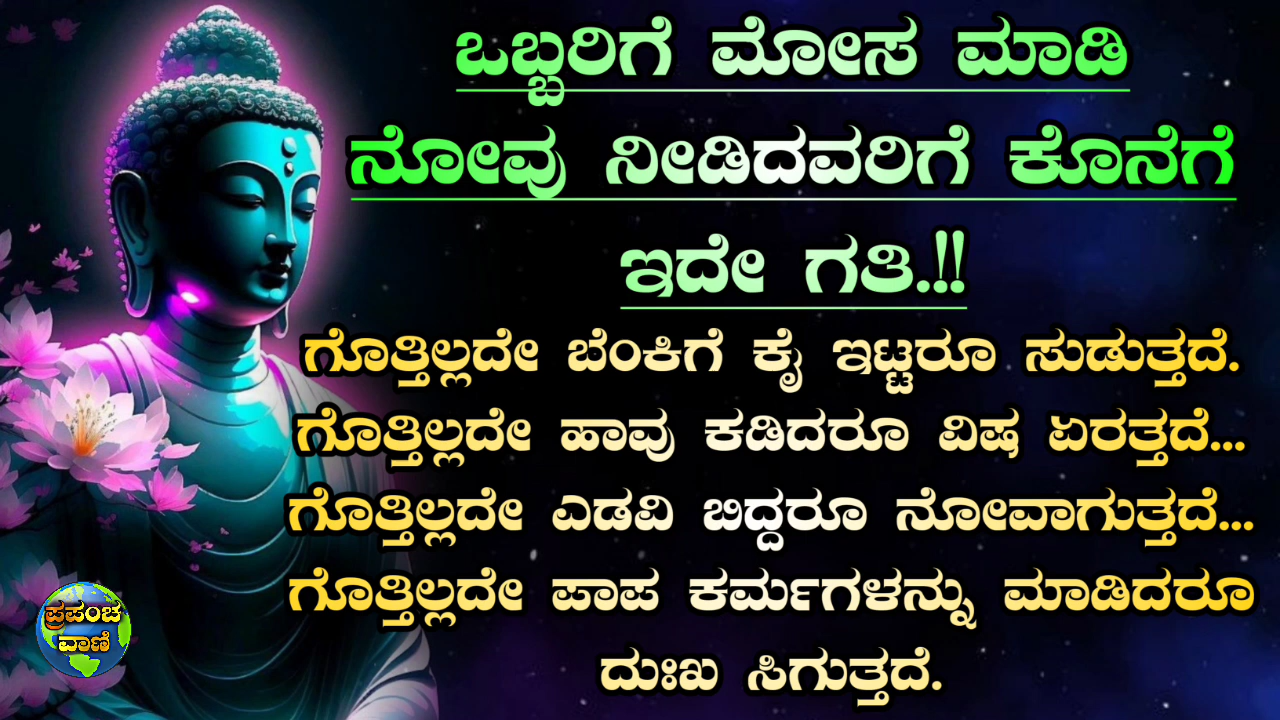 ಒಬ್ಬರಿಗೆ ಮೋಸ ಮಾಡಿ
ನೋವು ನೀಡಿದವರಿಗೆ ಕೊನೆಗೆ
ಇದೇ ಗತಿ.!!
ಗೊತ್ತಿಲ್ಲದೇ ಬೆಂಕಿಗೆ ಕೈ ಇಟ್ಟರೂ ಸುಡುತ್ತದೆ.
ಗೊತ್ತಿಲ್ಲದೇ ಹಾವು ಕಡಿದರೂ ವಿಷ ಏರತ್ತದೆ...
ಗೊತ್ತಿಲ್ಲದೇ ಎಡವಿ ಬಿದ್ದರೂ ನೋವಾಗುತ್ತದೆ...
ಗೊತ್ತಿಲ್ಲದೇ ಪಾಪ ಕರ್ಮಗಳನ್ನು ಮಾಡಿದರೂ
ದುಃಖ ಸಿಗುತ್ತದೆ.
ಪ್ರಪಂಚ
ವಾಣಿ